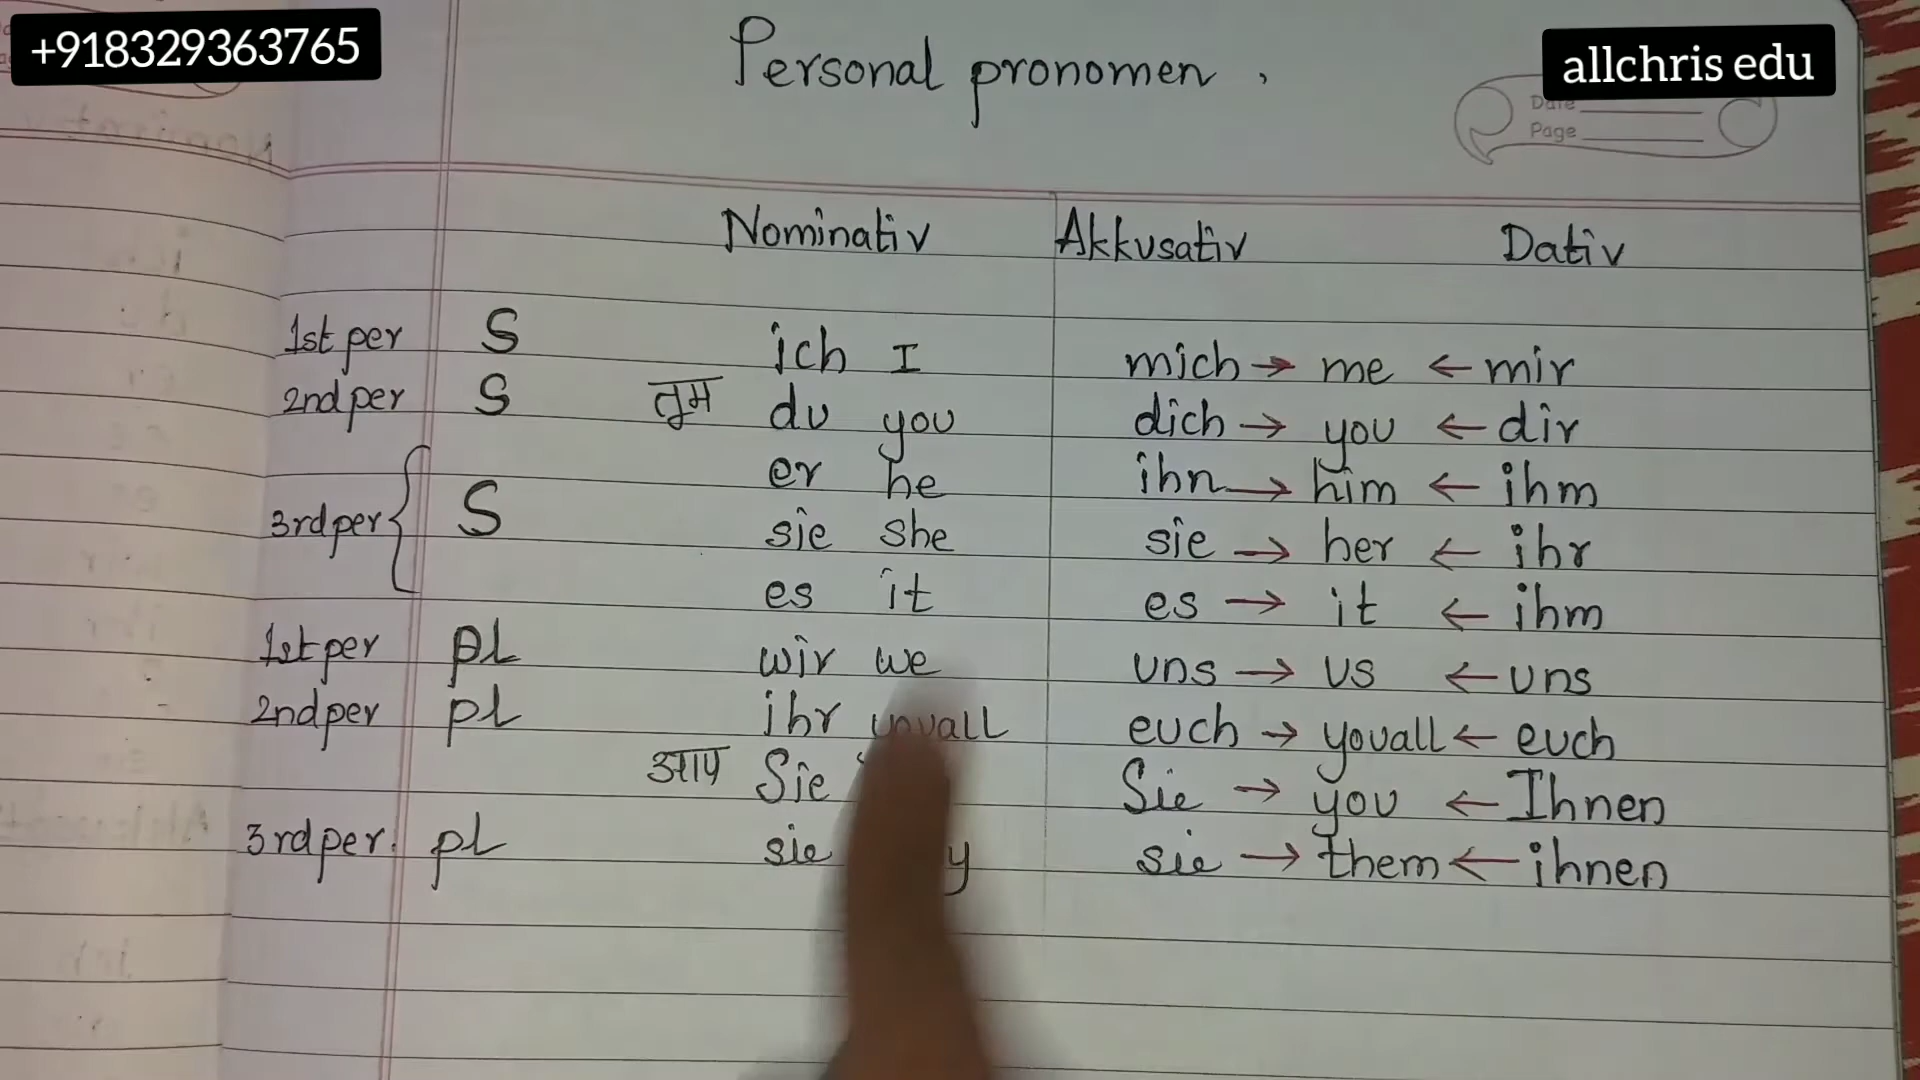 +918329363765
allchris edu
Personal pronomen .
Date
Page
Nominativ Akkusativ Dativ
1st per S ich I mich → me ← mir
2nd per S तुम du you dich → you ← dir
er he ihn → him ← ihm
3rd per { S sie she sie → her ← ihr
es it es → it ← ihm
1st per pL wir we uns → us ← uns
2nd per pL ihr youall euch → youall ← euch
आप Sie Sie → you ← Ihnen
3rd per. pL sie sie → them ← ihnen